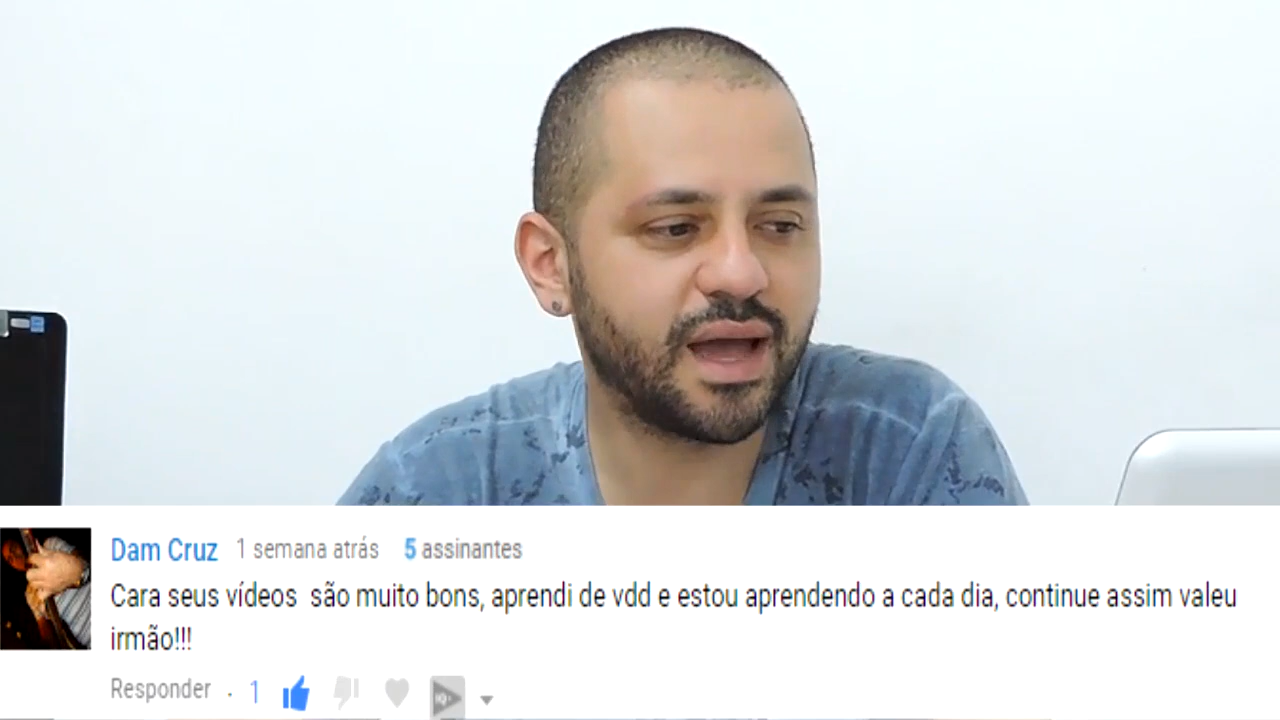 Dam Cruz 1 semana atrás 5 assinantes
Cara seus vídeos são muito bons, aprendi de vdd e estou aprendendo a cada dia, continue assim valeu
irmão!!!
Responder . 1